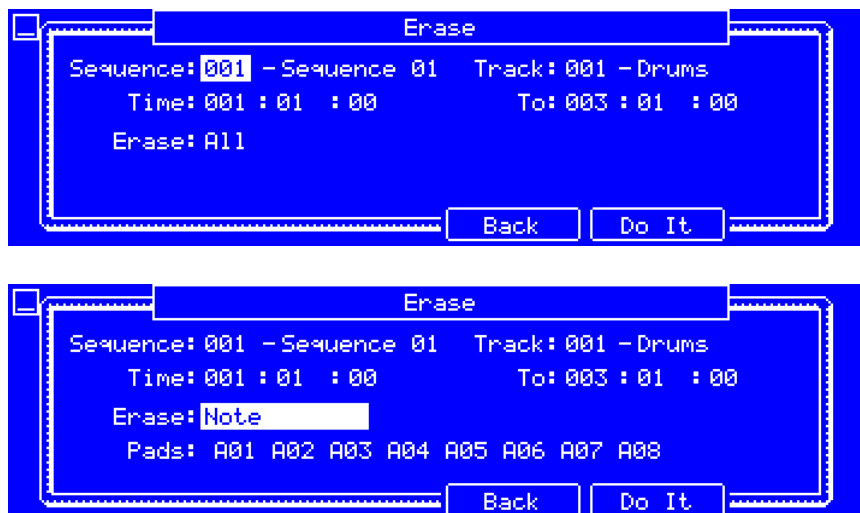 Erase
Sequence:001 -Sequence 01 Track:001 -Drums
Time:001 :01 :00 To:003 :01 :00
Erase:All
Back Do It
Erase
Sequence:001 -Sequence 01 Track:001 -Drums
Time:001 :01 :00 To:003 :01 :00
Erase:Note
Pads: A01 A02 A03 A04 A05 A06 A07 A08
Back Do It